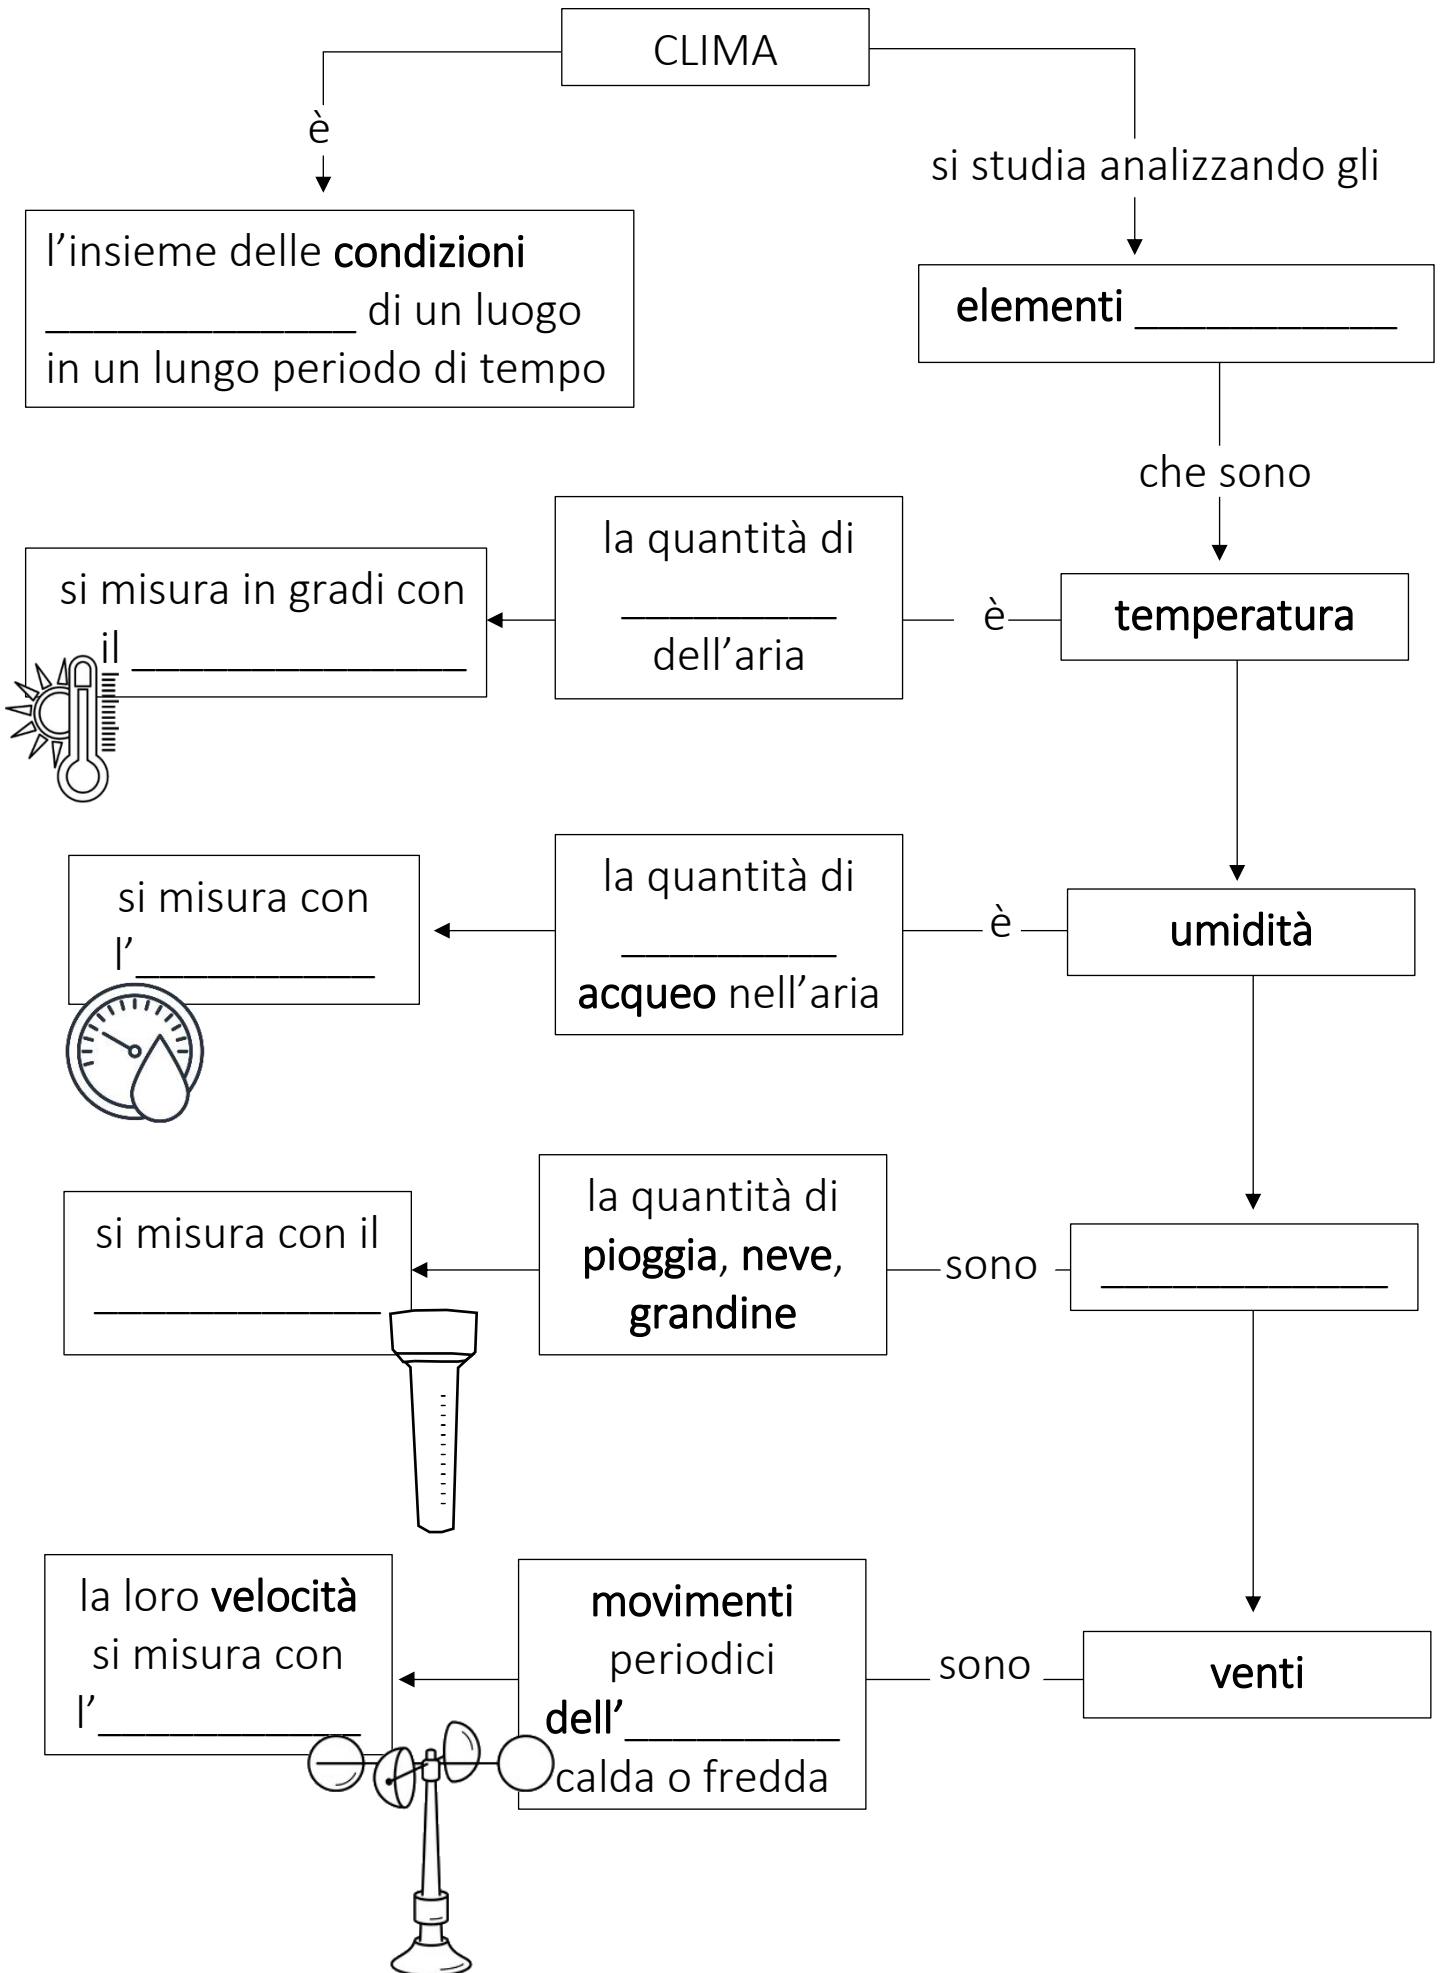 CLIMA
è
l’insieme delle condizioni
_____________ di un luogo
in un lungo periodo di tempo
si studia analizzando gli
elementi ___________
che sono
temperatura
è
la quantità di
_________
dell’aria
si misura in gradi con
il ______________
umidità
è
la quantità di
_________
acqueo nell’aria
si misura con
l’__________
____________
sono
la quantità di
pioggia, neve,
grandine
si misura con il
____________
venti
sono
movimenti
periodici
dell’_________
calda o fredda
la loro velocità
si misura con
l’___________